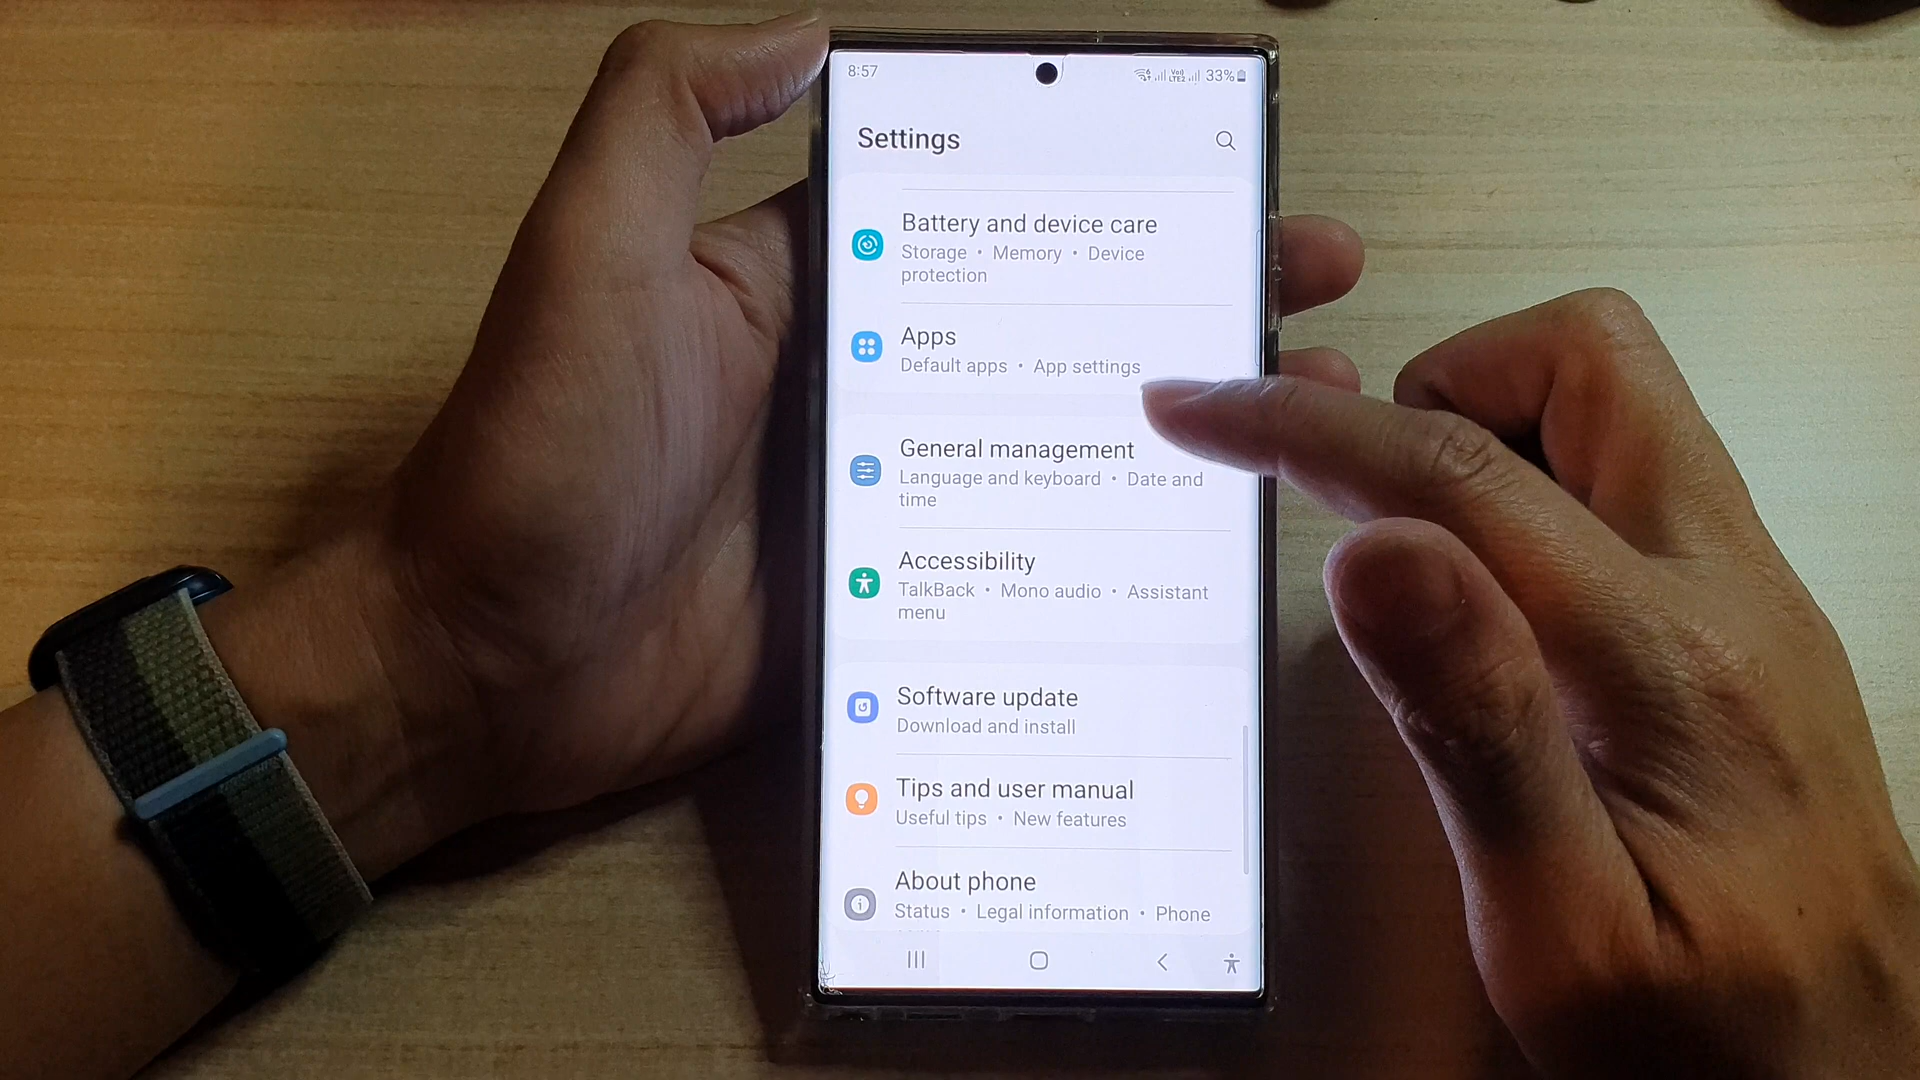 8:57
Vo)
LTE2
33%
Settings
Battery and device care
Storage • Memory • Device
protection
Apps
Default apps • App settings
General management
Language and keyboard • Date and
time
Accessibility
TalkBack • Mono audio • Assistant
menu
Software update
Download and install
Tips and user manual
Useful tips • New features
About phone
Status • Legal information • Phone